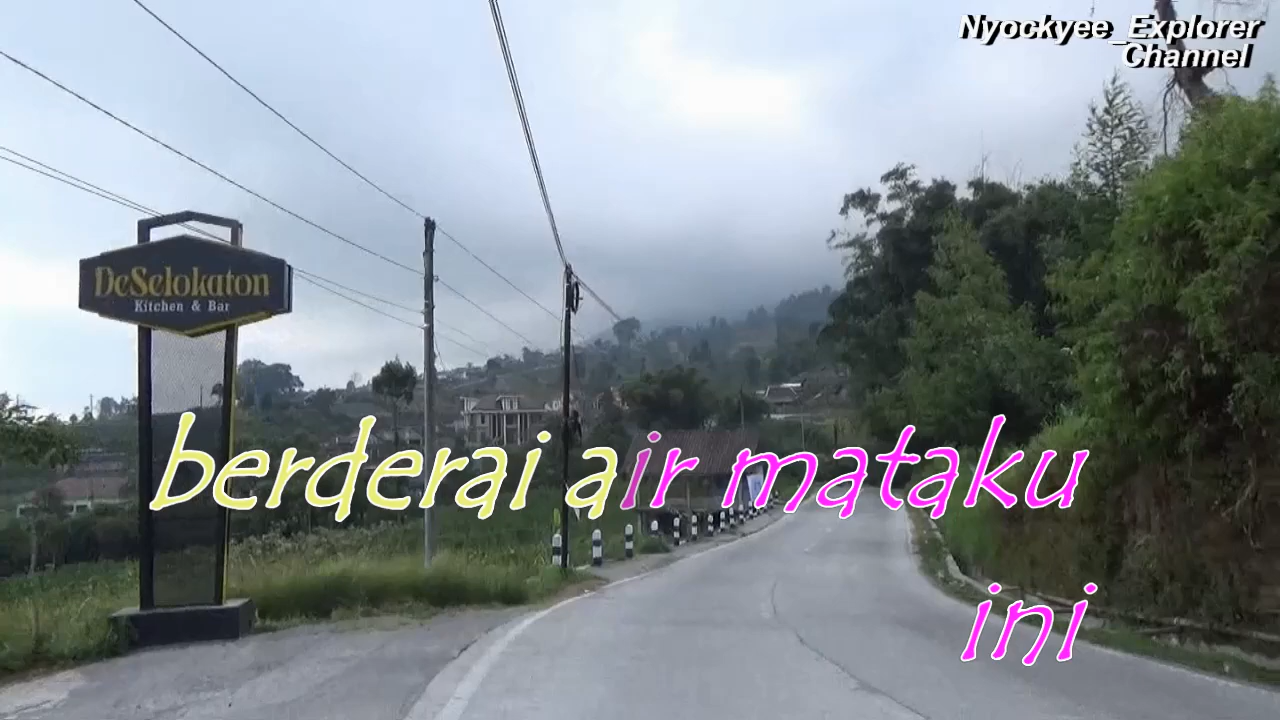 Nyockyee_Explorer
Channel
DeSelokaton
Kitchen & Bar
berderai air mataku
ini